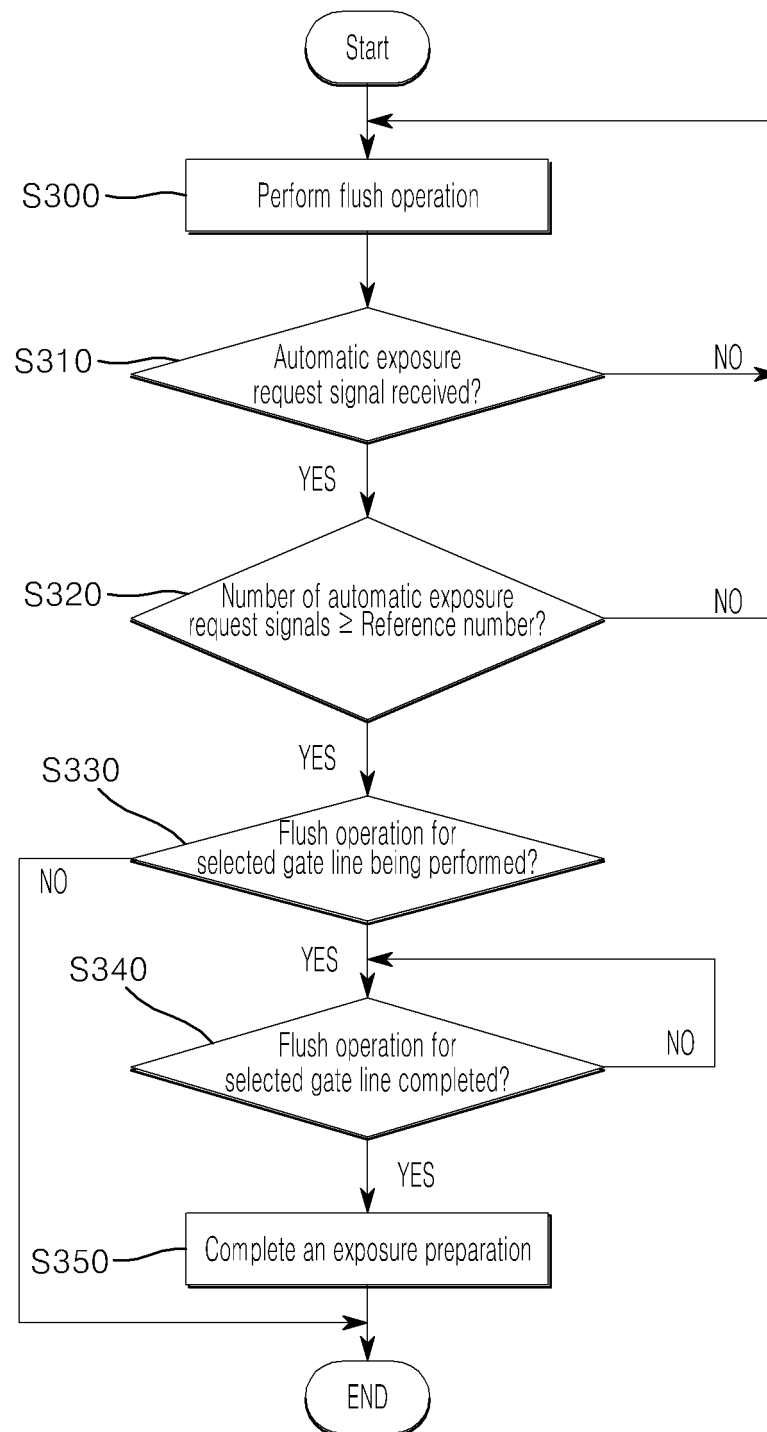 Start
S300
Perform flush operation
S310
Automatic exposure
request signal received?
NO
YES
S320
Number of automatic exposure
request signals ≥ Reference number?
NO
YES
S330
Flush operation for
selected gate line being performed?
NO
YES
S340
Flush operation for
selected gate line completed?
NO
YES
S350
Complete an exposure preparation
END